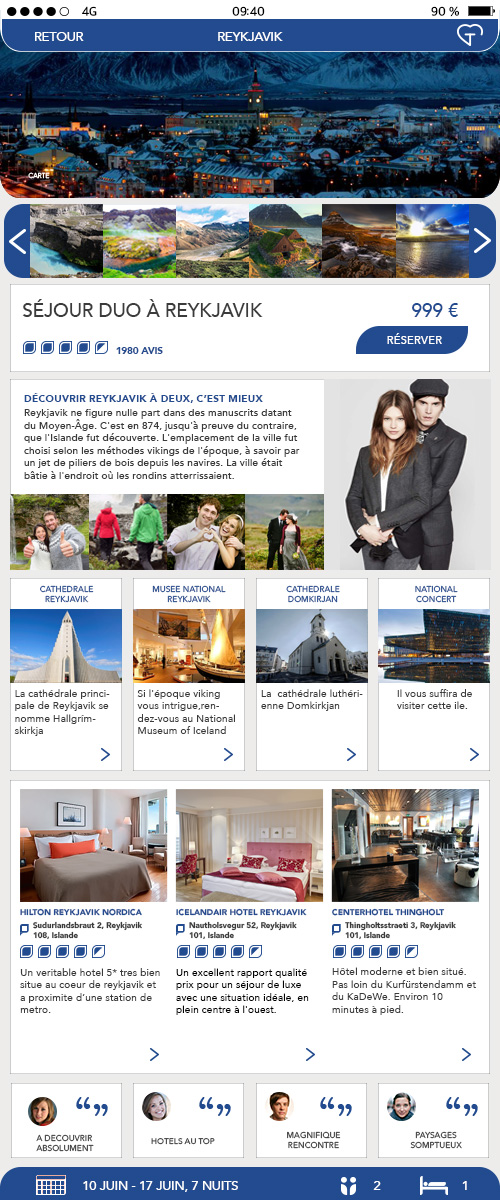 4G 09:40 90 %
RETOUR REYKJAVIK
CARTE
SÉJOUR DUO À REYKJAVIK
999 €
1980 AVIS
RÉSERVER
DÉCOUVRIR REYKJAVIK À DEUX, C'EST MIEUX
Reykjavik ne figure nulle part dans des manuscrits datant
du Moyen-Âge. C'est en 874, jusqu'à preuve du contraire,
que l'Islande fut découverte. L'emplacement de la ville fut
choisi selon les méthodes vikings de l'époque, à savoir par
un jet de piliers de bois depuis les navires. La ville était
bâtie à l'endroit où les rondins atterrissaient.
CATHEDRALE
REYKJAVIK
La cathédrale princi-
pale de Reykjavik se
nomme Hallgrím-
skirkja
MUSEE NATIONAL
REYKJAVIK
Si l'époque viking
vous intrigue,ren-
dez-vous au National
Museum of Iceland
CATHEDRALE
DOMKIRJAN
La cathédrale luthéri-
enne Domkirkjan
NATIONAL
CONCERT
Il vous suffira de
visiter cette ile.
HILTON REYKJAVIK NORDICA
Sudurlandsbraut 2, Reykjavik
108, Islande
Un veritable hotel 5* tres bien
situe au coeur de reykjavik et
a proximite d'une station de
metro.
ICELANDAIR HOTEL REYKJAVIK
Nautholsvegur 52, Reykjavik
101, Islande
Un excellent rapport qualité
prix pour un séjour de luxe
avec une situation idéale, en
plein centre à l'ouest.
CENTERHOTEL THINGHOLT
Thingholtsstraeti 3, Reykjavik
101, Islande
Hôtel moderne et bien situé.
Pas loin du Kurfürstendamm et
du KaDeWe. Environ 10
minutes à pied.
A DECOUVRIR
ABSOLUMENT
HOTELS AU TOP
MAGNIFIQUE
RENCONTRE
PAYSAGES
SOMPTUEUX
10 JUIN - 17 JUIN, 7 NUITS 2 1